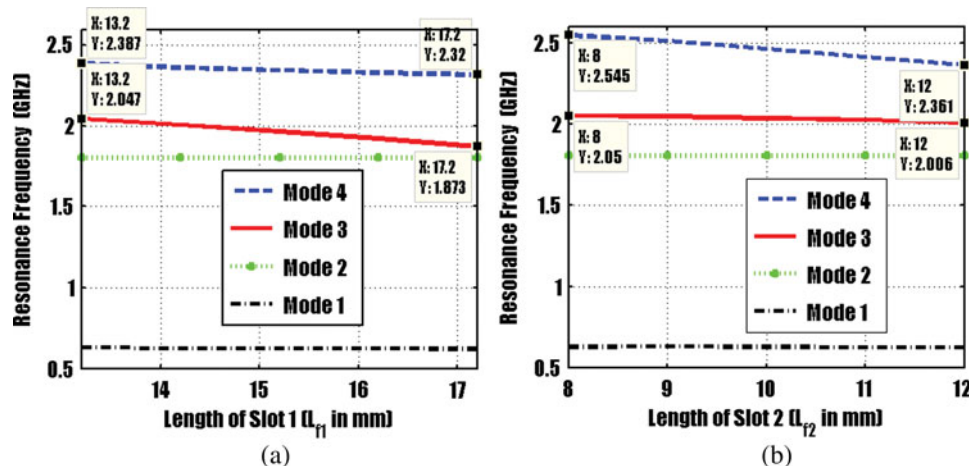 X: 13.2
Y: 2.387
X: 13.2
Y: 2.047
X: 17.2
Y: 2.32
X: 17.2
Y: 1.873
2.5
2
1.5
1
0.5
Resonance Frequency (GHz)
Mode 4
Mode 3
Mode 2
Mode 1
14 15 16 17
Length of Slot 1 (Lf1 in mm)
(a)
X: 8
Y: 2.545
X: 8
Y: 2.05
X: 12
Y: 2.361
X: 12
Y: 2.006
2.5
2
1.5
1
0.5
Resonance Frequency (GHz)
Mode 4
Mode 3
Mode 2
Mode 1
8 9 10 11 12
Length of Slot 2 (Lf2 in mm)
(b)